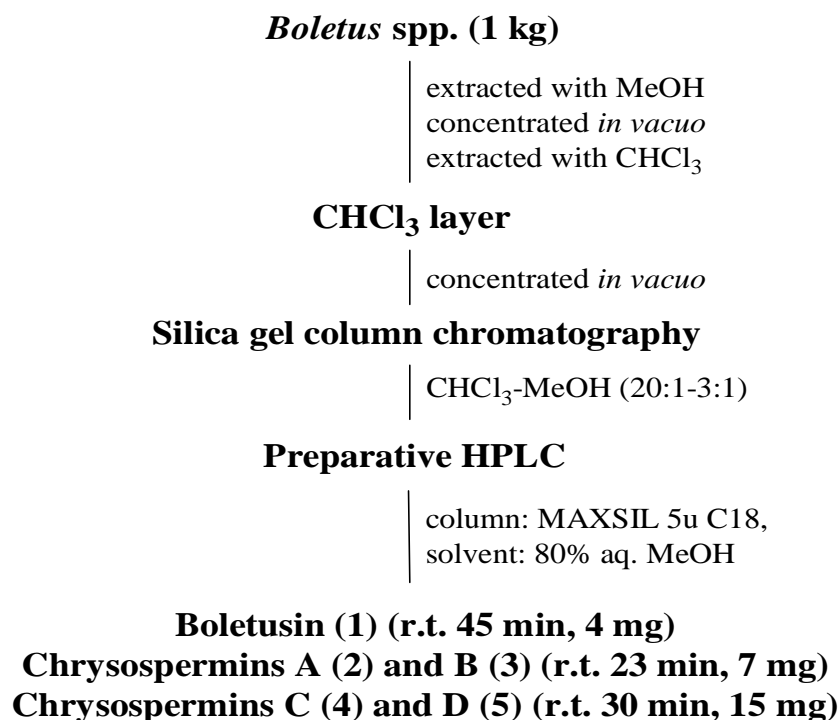 Boletus spp. (1 kg)
extracted with MeOH
concentrated in vacuo
extracted with CHCl3
CHCl3 layer
concentrated in vacuo
Silica gel column chromatography
CHCl3-MeOH (20:1-3:1)
Preparative HPLC
column: MAXSIL 5u C18,
solvent: 80% aq. MeOH
Boletusin (1) (r.t. 45 min, 4 mg)
Chrysospermins A (2) and B (3) (r.t. 23 min, 7 mg)
Chrysospermins C (4) and D (5) (r.t. 30 min, 15 mg)